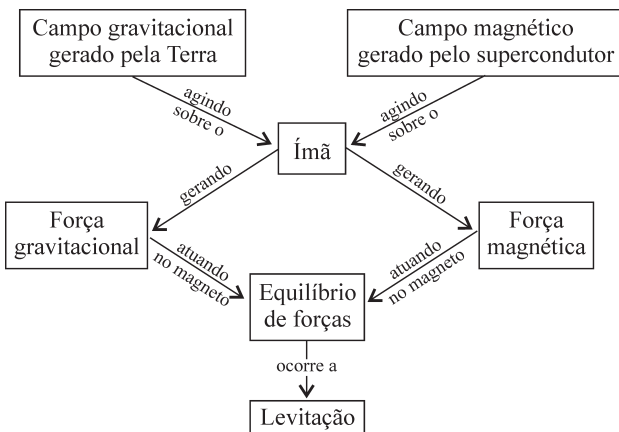 Campo gravitacional
gerado pela Terra
Campo magnético
gerado pelo supercondutor
agindo
sobre o
agindo
sobre o
Ímã
gerando
gerando
Força
gravitacional
Força
magnética
atuando
no magneto
atuando
no magneto
Equilíbrio
de forças
ocorre a
Levitação